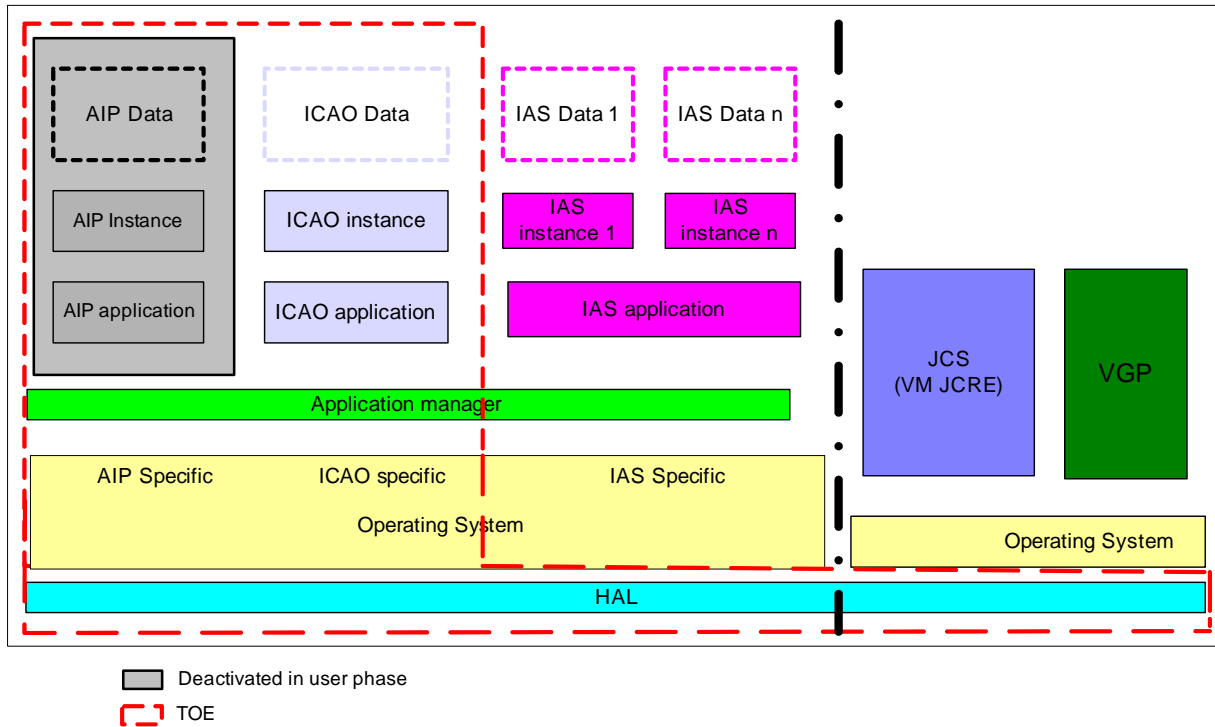 AIP Data
ICAO Data
IAS Data 1
IAS Data n
AIP Instance
ICAO instance
IAS
instance 1
IAS
instance n
AIP application
ICAO application
IAS application
JCS
(VM JCRE)
VGP
Application manager
AIP Specific
ICAO specific
IAS Specific
Operating System
Operating System
HAL
Deactivated in user phase
TOE